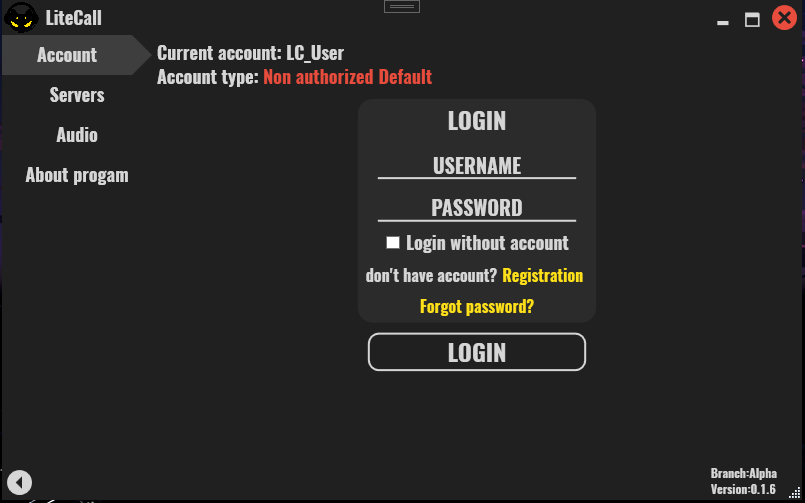 LiteCall
Account
Servers
Audio
About progam
Current account: LC_User
Account type: Non authorized Default
LOGIN
USERNAME
PASSWORD
Login without account
don't have account? Registration
Forgot password?
LOGIN
Branch:Alpha
Version:0.1.6